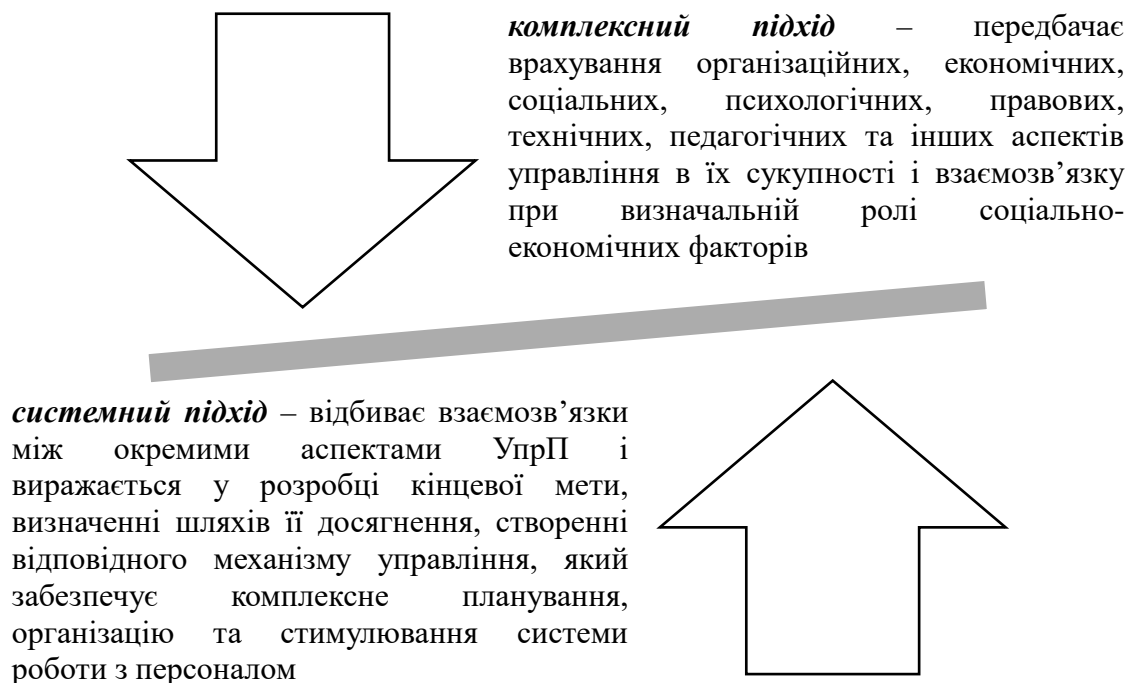 комплексний підхід – передбачає
врахування організаційних, економічних,
соціальних, психологічних, правових,
технічних, педагогічних та інших аспектів
управління в їх сукупності і взаємозв’язку
при визначальній ролі соціально-
економічних факторів
системний підхід – відбиває взаємозв’язки
між окремими аспектами УпрП і
виражається у розробці кінцевої мети,
визначенні шляхів її досягнення, створенні
відповідного механізму управління, який
забезпечує комплексне планування,
організацію та стимулювання системи
роботи з персоналом